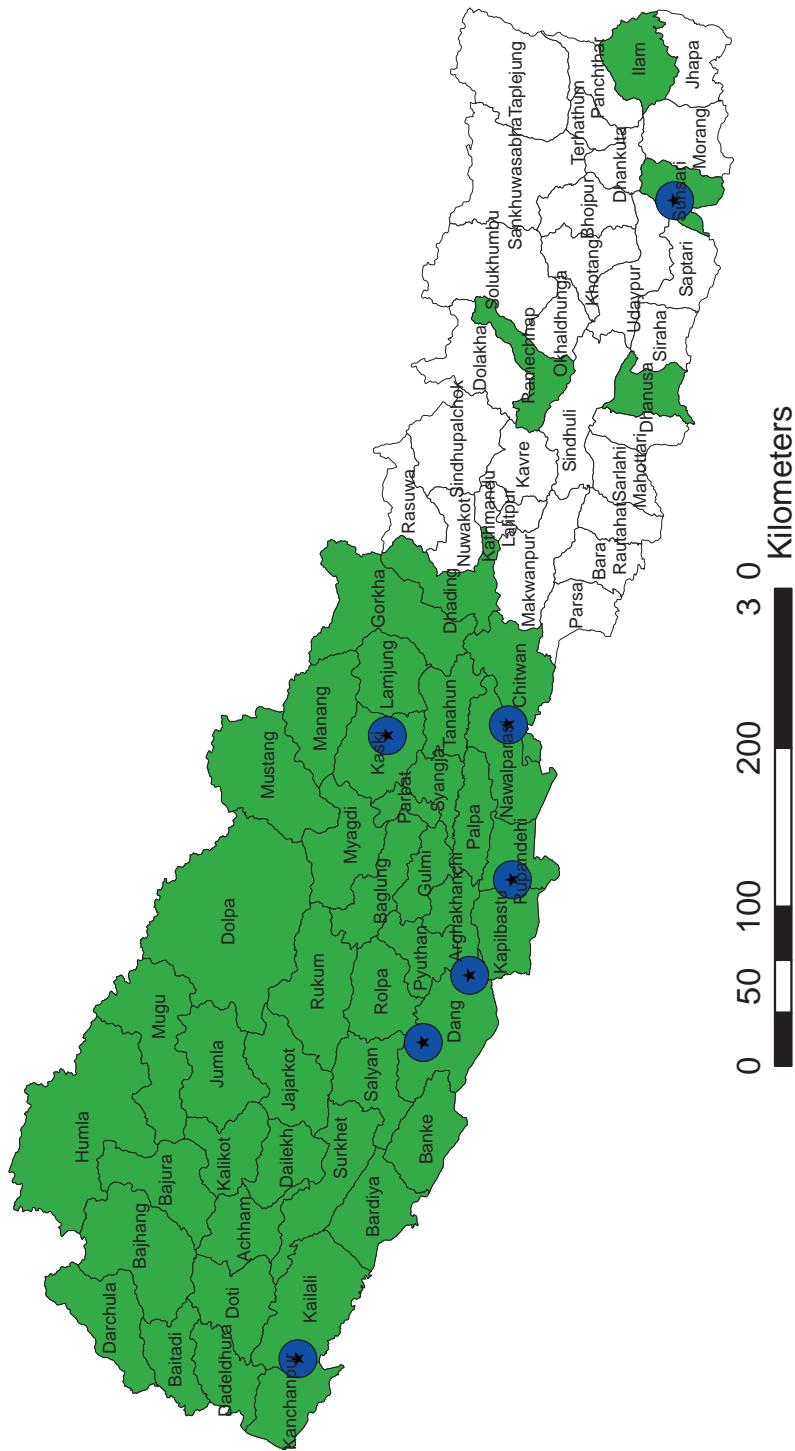 Humla
Darchula
Bajhang
Mugu
Bajura
Baitadi
Dolpa
Jumla
Kalikot
Achham
Doti
Dadeldhura
Mustang
Jajarkot
Dailekh
Kanchanpur
Kailali
Rukum
Manang
Surkhet
Myagdi
Gorkha
Salyan
Rolpa
Baglung
Kaski
Lamjung
Bardiya
Parbat
Rasuwa
Banke
Pyuthan
Gulmi
Syangja
Tanahun
Dhading
Dang
Arghakhanchi
Palpa
Nuwakot
Sindhupalchok
Dolakha
Solukhumbu
Kapilbastu
Rupandehi
Nawalparasi
Chitwan
Kathmandu
Lalitpur
Kavre
Ramechhap
Sankhuwasabha
Taplejung
Makwanpur
Sindhuli
Okhaldhunga
Khotang
Bhojpur
Terhathum
Panchthar
Parsa
Bara
Rautahat
Sarlahi
Mahottari
Dhanusa
Siraha
Udaypur
Dhankuta
Ilam
Saptari
Sunsari
Morang
Jhapa
0 50 100 200 3 0
Kilometers